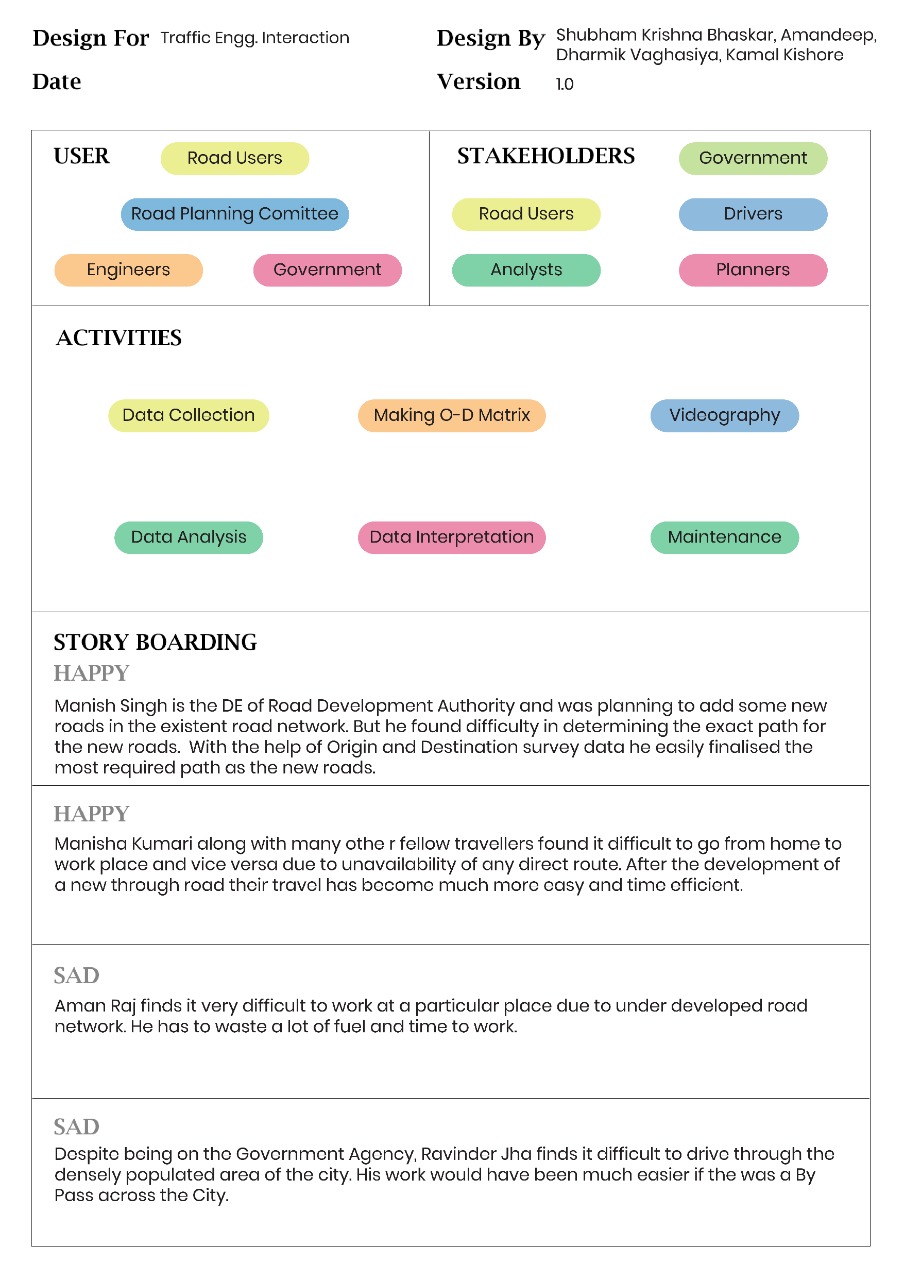 Design For Traffic Engg. Interaction
Design By Shubham Krishna Bhaskar, Amandeep,
Dharmik Vaghasiya, Kamal Kishore
Date
Version 1.0
USER
Road Users
Road Planning Comittee
Engineers
Government
STAKEHOLDERS
Government
Road Users
Drivers
Analysts
Planners
ACTIVITIES
Data Collection
Making O-D Matrix
Videography
Data Analysis
Data Interpretation
Maintenance
STORY BOARDING
HAPPY
Manish Singh is the DE of Road Development Authority and was planning to add some new
roads in the existent road network. But he found difficulty in determining the exact path for
the new roads. With the help of Origin and Destination survey data he easily finalised the
most required path as the new roads.
HAPPY
Manisha Kumari along with many othe r fellow travellers found it difficult to go from home to
work place and vice versa due to unavailability of any direct route. After the development of
a new through road their travel has become much more easy and time efficient.
SAD
Aman Raj finds it very difficult to work at a particular place due to under developed road
network. He has to waste a lot of fuel and time to work.
SAD
Despite being on the Government Agency, Ravinder Jha finds it difficult to drive through the
densely populated area of the city. His work would have been much easier if the was a By
Pass across the City.